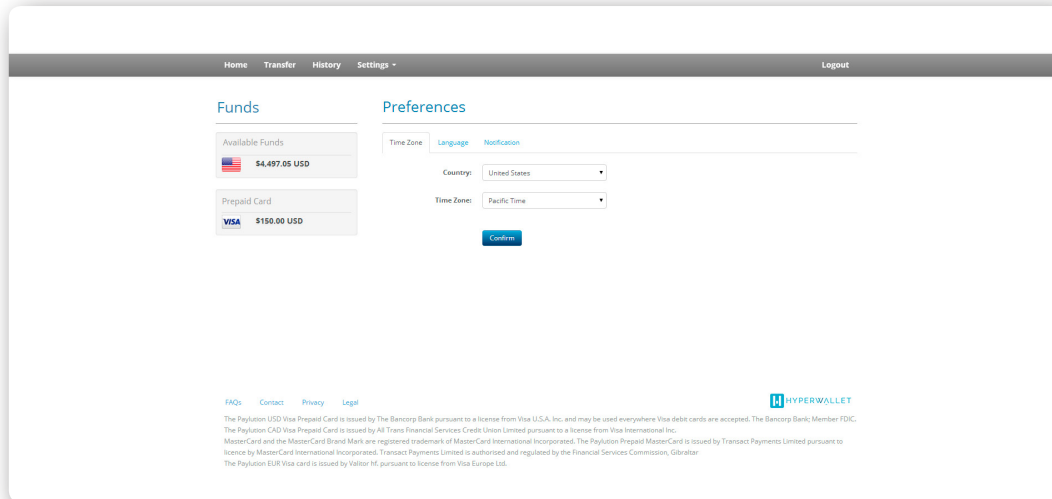 Home Transfer History Settings
Logout
Funds
Available Funds
$4,497.05 USD
Prepaid Card
VISA $150.00 USD
Preferences
Time Zone Language Notification
Country: United States
Time Zone: Pacific Time
Confirm
FAQs Contact Privacy Legal
HYPERWALLET
The Paylution USD Visa Prepaid Card is issued by The Bancorp Bank pursuant to a license from Visa U.S.A. Inc. and may be used everywhere Visa debit cards are accepted. The Bancorp Bank; Member FDIC.
The Paylution CAD Visa Prepaid Card is issued by All Trans Financial Services Credit Union Limited pursuant to a license from Visa International Inc.
MasterCard and the MasterCard Brand Mark are registered trademark of MasterCard International Incorporated. The Paylution Prepaid MasterCard is issued by Transact Payments Limited pursuant to
licence by MasterCard International Incorporated. Transact Payments Limited is authorised and regulated by the Financial Services Commission, Gibraltar
The Paylution EUR Visa card is issued by Valitor hf. pursuant to license from Visa Europe Ltd.